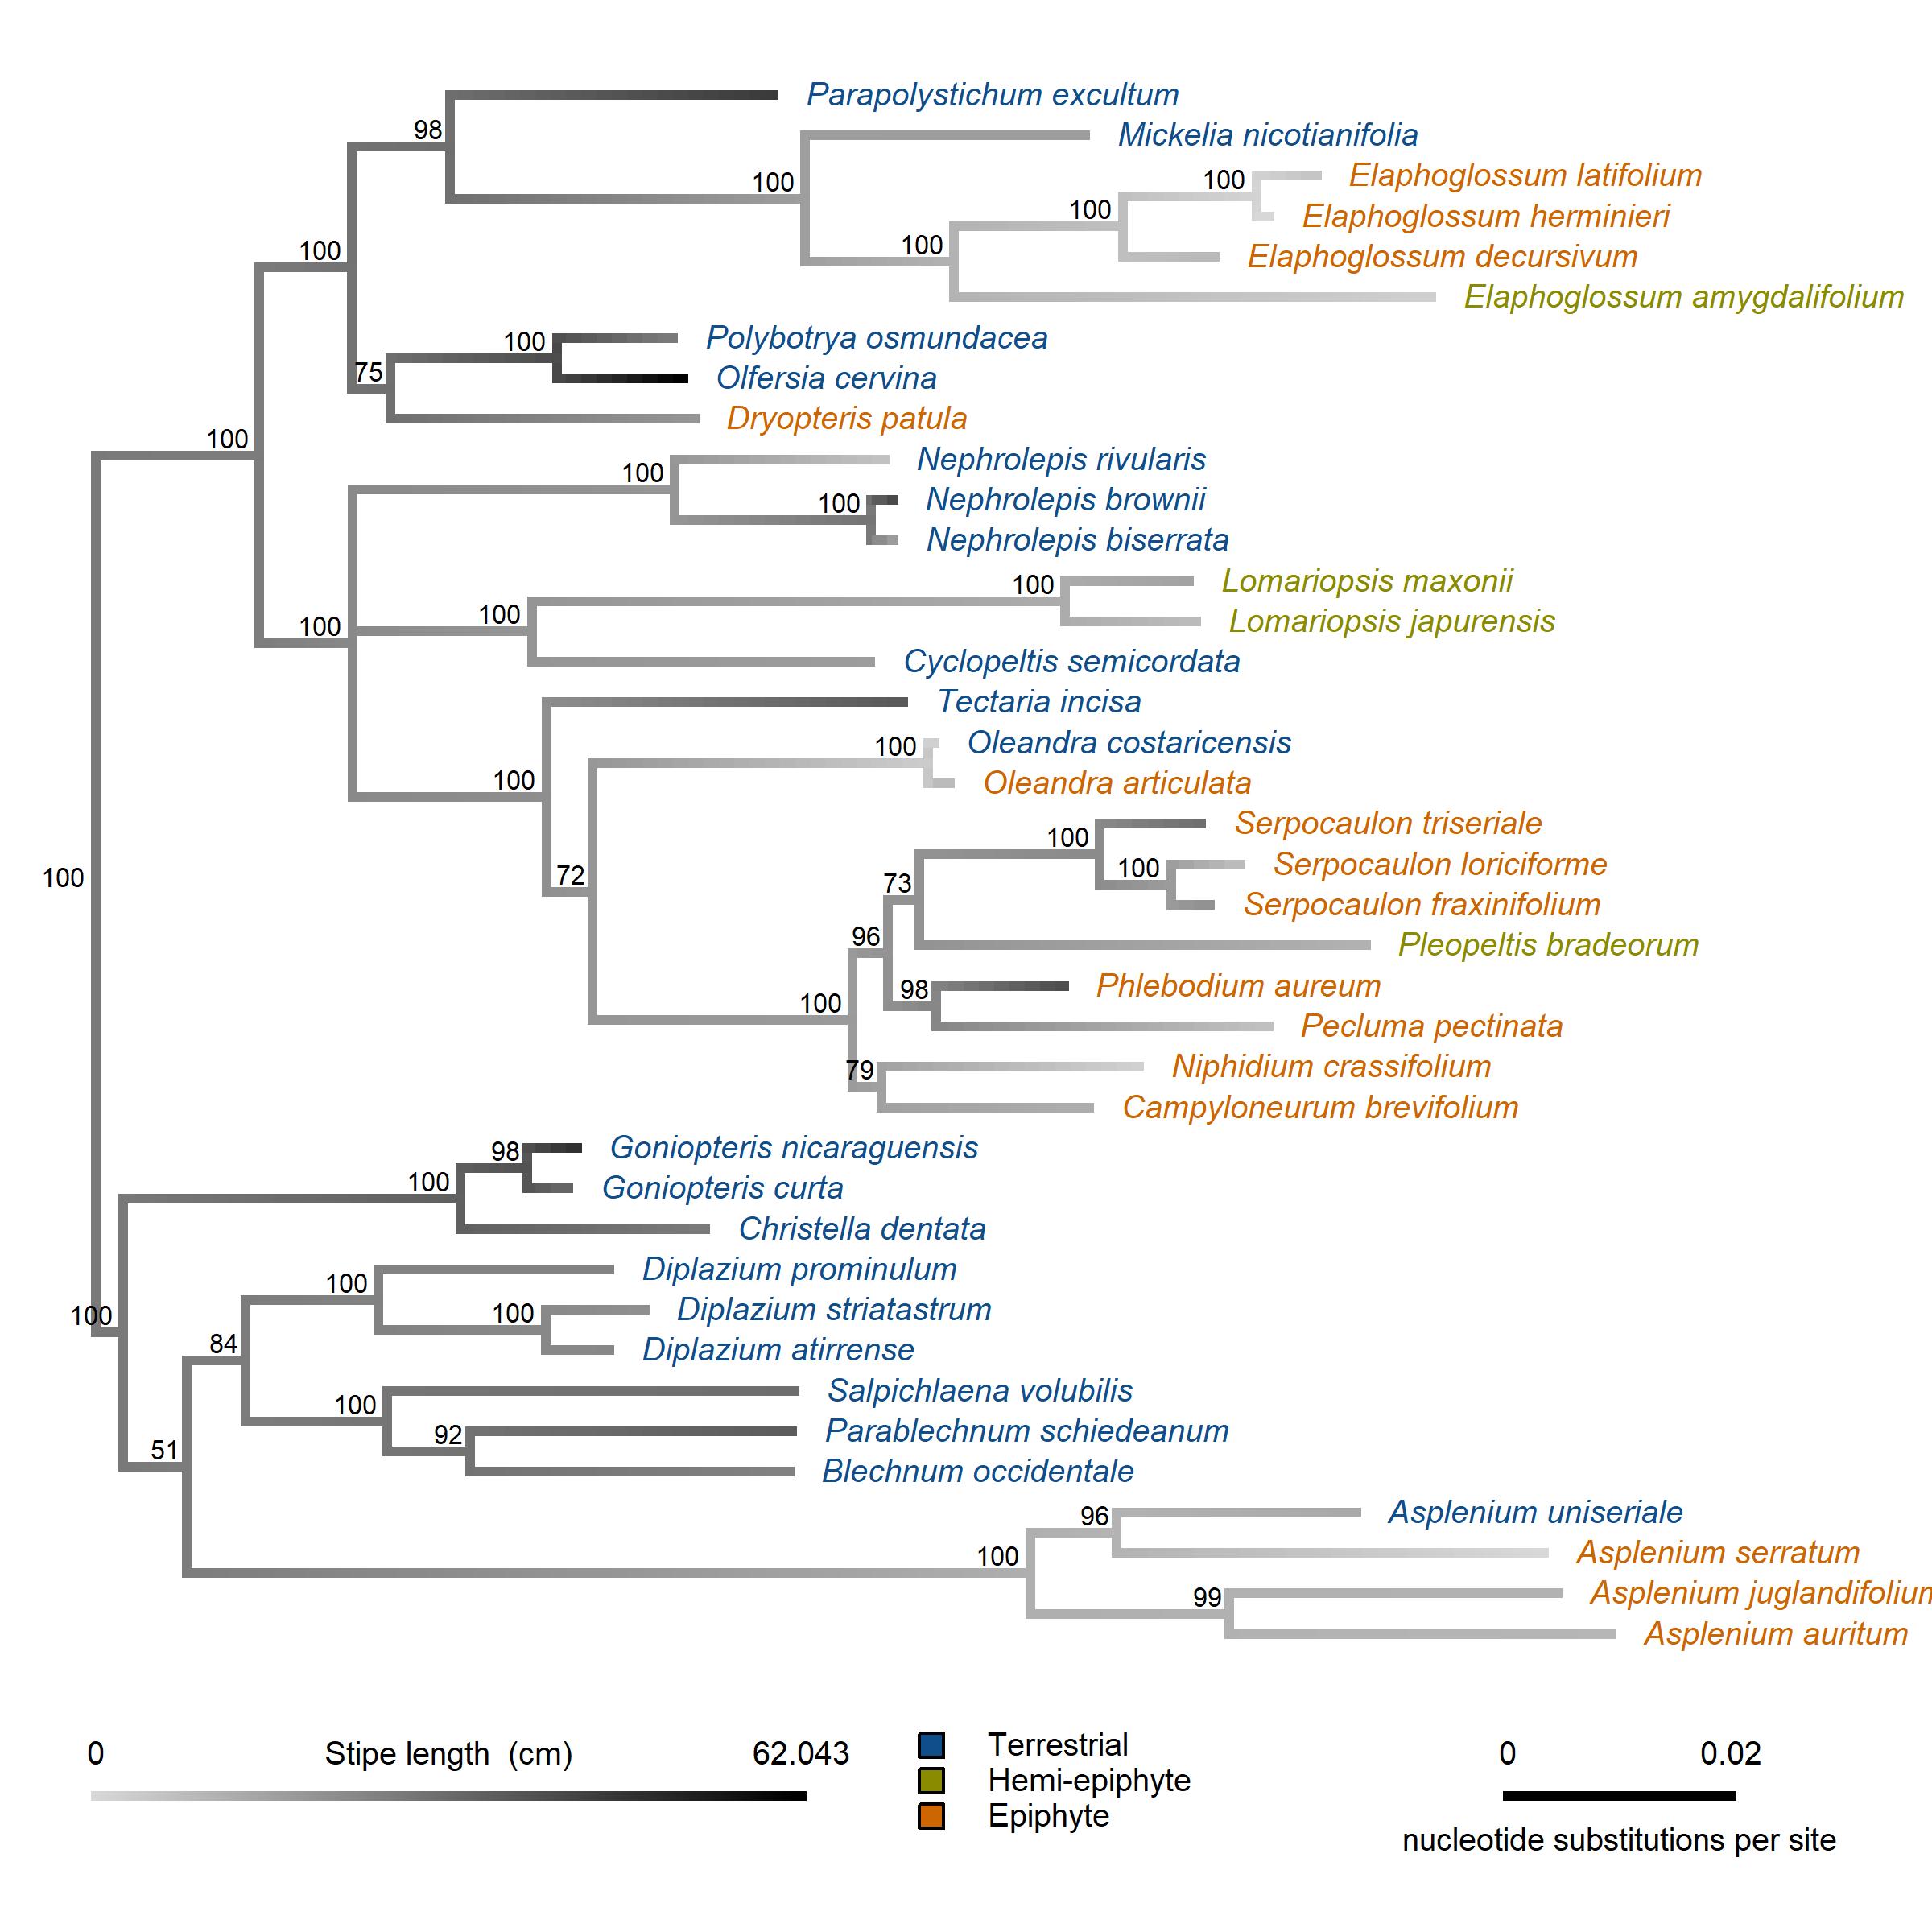 Parapolystichum excultum
98
Mickelia nicotianifolia
100
Elaphoglossum latifolium
100
Elaphoglossum herminieri
100
Elaphoglossum decursivum
100
100
Elaphoglossum amygdalifolium
Polybotrya osmundacea
100
Olfersia cervina
75
Dryopteris patula
100
Nephrolepis rivularis
100
Nephrolepis brownii
100
Nephrolepis biserrata
Lomariopsis maxonii
100
Lomariopsis japurensis
100
100
Cyclopeltis semicordata
Tectaria incisa
Oleandra costaricensis
100
Oleandra articulata
100
Serpocaulon triseriale
100
Serpocaulon loriciforme
100
72
73
100
Serpocaulon fraxinifolium
96
Pleopeltis bradeorum
Phlebodium aureum
98
100
Pecluma pectinata
Niphidium crassifolium
79
Campyloneurum brevifolium
Goniopteris nicaraguensis
98
Goniopteris curta
100
Christella dentata
Diplazium prominulum
100
Diplazium striatastrum
100
100
84
Diplazium atirrense
Salpichlaena volubilis
100
Parablechnum schiedeanum
92
51
Blechnum occidentale
Asplenium uniseriale
96
Asplenium serratum
100
Asplenium juglandifolium
99
Asplenium auritum
0 Stipe length (cm) 62.043
Terrestrial
Hemi-epiphyte
Epiphyte
0 0.02
nucleotide substitutions per site